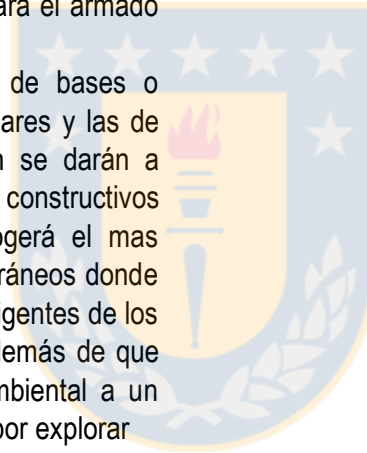 ara el armado
de bases o
ares y las de
se darán a
constructivos
ogerá el mas
ráneos donde
igentes de los
demás de que
mbiental a un
por explorar